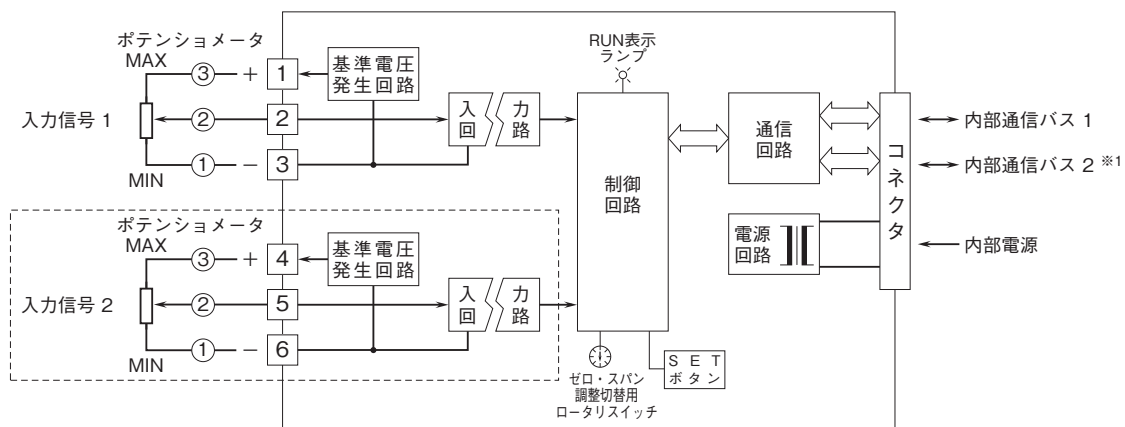 ポテンショメータ
MAX
③
+
1
基準電圧
発生回路
入力信号 1
②
2
入 力
回 路
①
−
3
MIN
ポテンショメータ
MAX
③
+
4
基準電圧
発生回路
入力信号 2
②
5
入 力
回 路
①
−
6
MIN
RUN表示
ランプ
制御
回路
ゼロ・スパン
調整切替用
ロータリスイッチ
SET
ボタン
通信
回路
電源
回路
コネクタ
内部通信バス 1
内部通信バス 2 ※1
内部電源